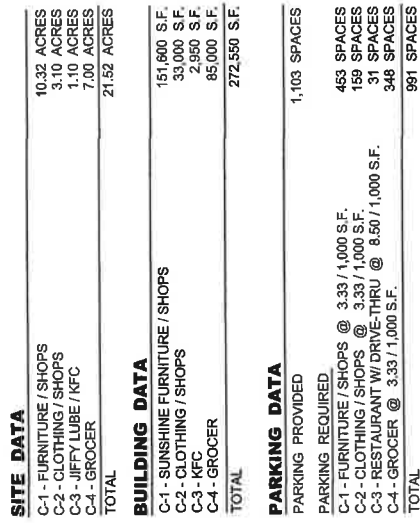 SITE DATA
C-1 - FURNITURE / SHOPS 10.32 ACRES
C-2 - CLOTHING / SHOPS 3.10 ACRES
C-3 - JIFFY LUBE / KFC 1.10 ACRES
C-4 - GROCER 7.00 ACRES
TOTAL 21.52 ACRES
BUILDING DATA
C-1 - SUNSHINE FURNITURE / SHOPS 151,600 S.F.
C-2 - CLOTHING / SHOPS 33,000 S.F.
C-3 - KFC 2,950 S.F.
C-4 - GROCER 85,000 S.F.
TOTAL 272,550 S.F.
PARKING DATA
PARKING PROVIDED 1,103 SPACES
PARKING REQUIRED
C-1 - FURNITURE / SHOPS @ 3.33 / 1,000 S.F. 453 SPACES
C-2 - CLOTHING / SHOPS @ 3.33 / 1,000 S.F. 159 SPACES
C-3 - RESTAURANT W/ DRIVE-THRU @ 8.50 / 1,000 S.F. 31 SPACES
C-4 - GROCER @ 3.33 / 1,000 S.F. 348 SPACES
TOTAL 991 SPACES